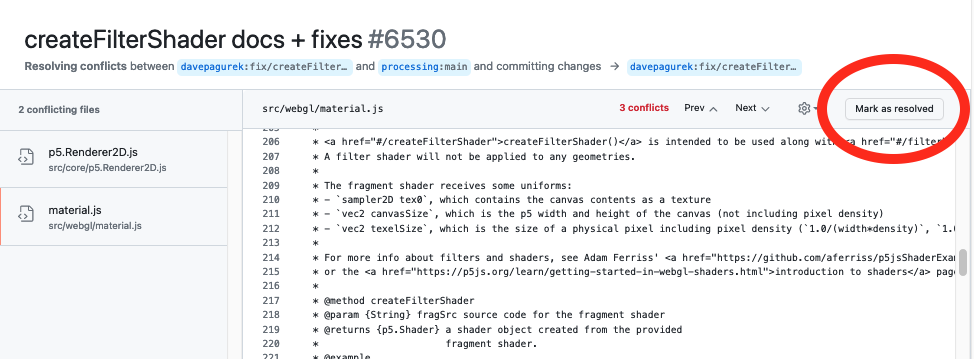 createFilterShader docs + fixes #6530
Resolving conflicts between davepagurek:fix/createFilter… and processing:main and committing changes → davepagurek:fix/createFilter…
2 conflicting files
src/webgl/material.js 3 conflicts Prev Next Mark as resolved
p5.Renderer2D.js
src/core/p5.Renderer2D.js
material.js
src/webgl/material.js
205 *
206 * <a href="#/createFilterShader">createFilterShader()</a> is intended to be used along with <a href="#/filter"
207 * A filter shader will not be applied to any geometries.
208 *
209 * The fragment shader receives some uniforms:
210 * - `sampler2D tex0`, which contains the canvas contents as a texture
211 * - `vec2 canvasSize`, which is the p5 width and height of the canvas (not including pixel density)
212 * - `vec2 texelSize`, which is the size of a physical pixel including pixel density (`1.0/(width*density)`, `1.0
213 *
214 * For more info about filters and shaders, see Adam Ferriss' <a href="https://github.com/aferriss/p5jsShaderExam
215 * or the <a href="https://p5js.org/learn/getting-started-in-webgl-shaders.html">introduction to shaders</a> page
216 *
217 * @method createFilterShader
218 * @param {String} fragSrc source code for the fragment shader
219 * @returns {p5.Shader} a shader object created from the provided
220 * fragment shader.
221 * @example